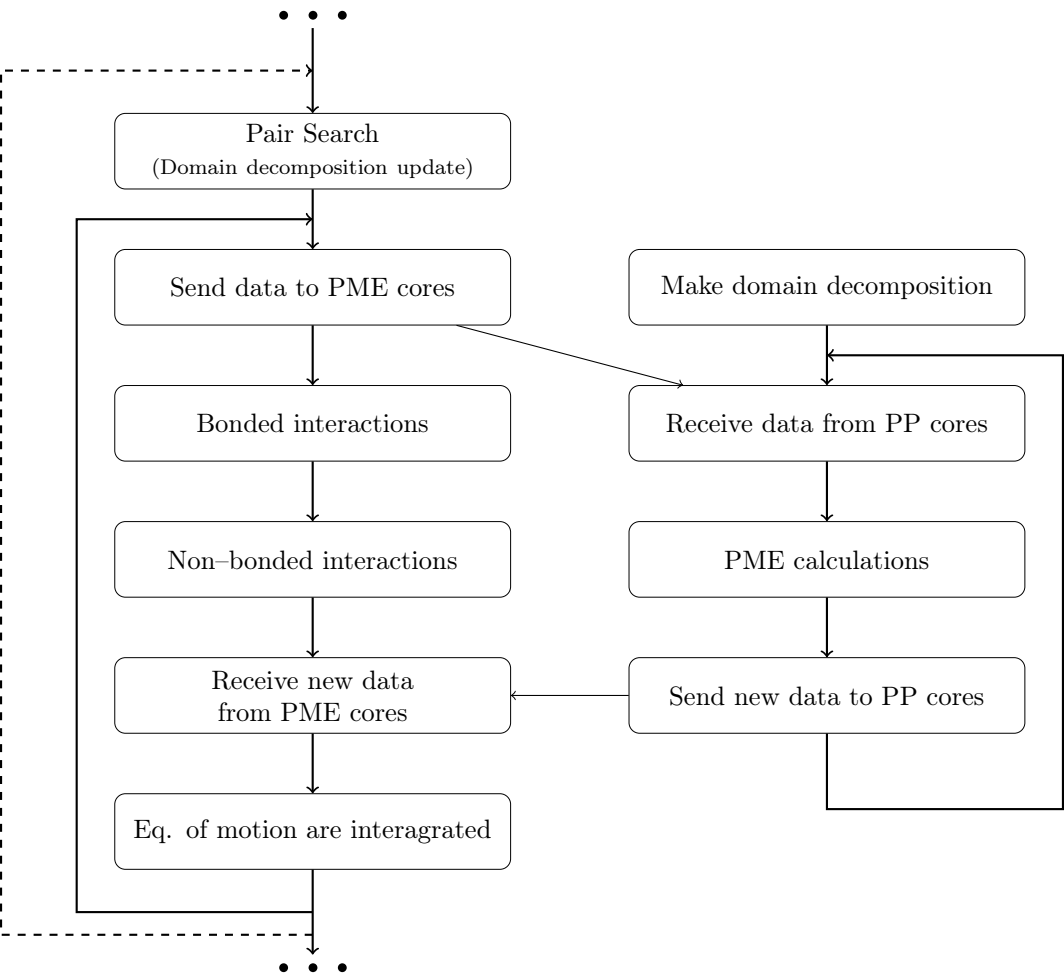 Pair Search
(Domain decomposition update)
Send data to PME cores
Make domain decomposition
Bonded interactions
Receive data from PP cores
Non–bonded interactions
PME calculations
Receive new data
from PME cores
Send new data to PP cores
Eq. of motion are interagrated